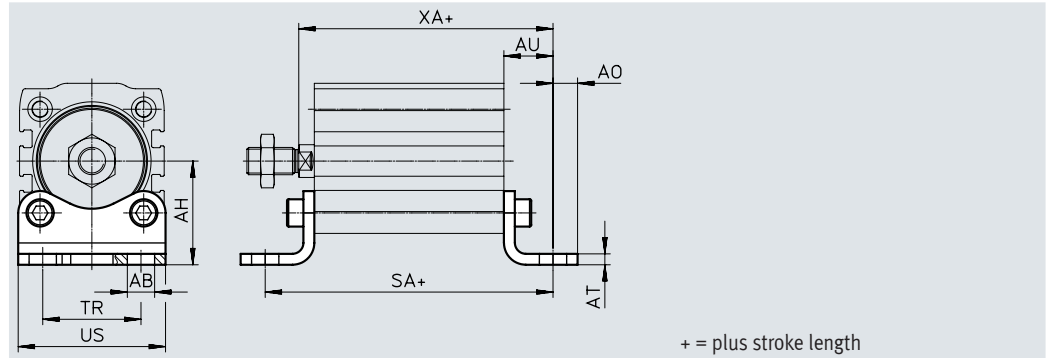 XA+
AU
AO
AH
AB
TR
US
SA+
AT
+ = plus stroke length